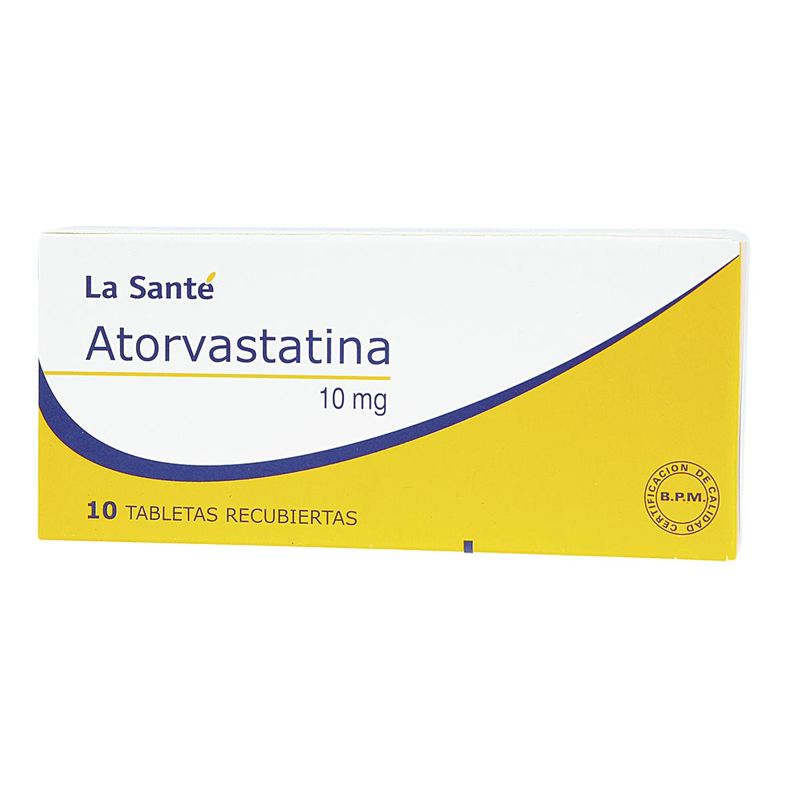 La Santé
Atorvastatina
10 mg
10 TABLETAS RECUBIERTAS
CERTIFICACION DE CALIDAD
B.P.M.